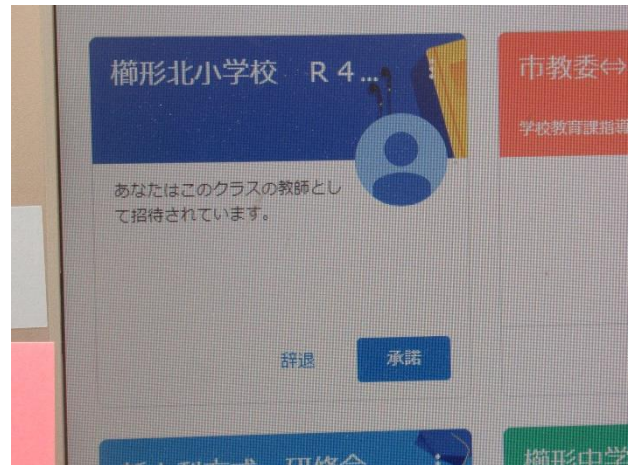 櫛形北小学校 R4...
市教委⇔
学校教育課指導
あなたはこのクラスの教師とし
て招待されています。
辞退
承諾
研修会
櫛形中学